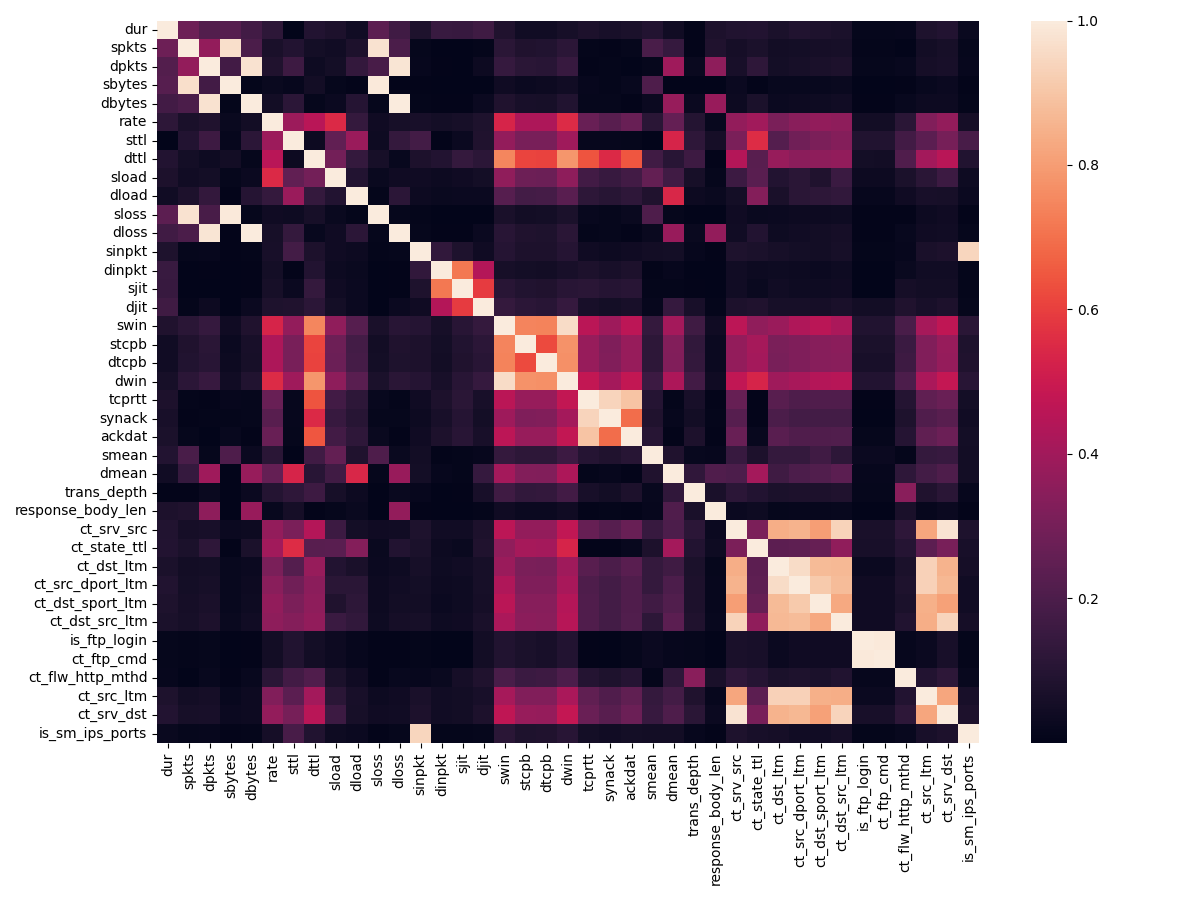 dur
spkts
dpkts
sbytes
dbytes
rate
sttl
dttl
sload
dload
sloss
dloss
sinpkt
dinpkt
sjit
djit
swin
stcpb
dtcpb
dwin
tcprtt
synack
ackdat
smean
dmean
trans_depth
response_body_len
ct_srv_src
ct_state_ttl
ct_dst_ltm
ct_src_dport_ltm
ct_dst_sport_ltm
ct_dst_src_ltm
is_ftp_login
ct_ftp_cmd
ct_flw_http_mthd
ct_src_ltm
ct_srv_dst
is_sm_ips_ports
dur
spkts
dpkts
sbytes
dbytes
rate
sttl
dttl
sload
dload
sloss
dloss
sinpkt
dinpkt
sjit
djit
swin
stcpb
dtcpb
dwin
tcprtt
synack
ackdat
smean
dmean
trans_depth
response_body_len
ct_srv_src
ct_state_ttl
ct_dst_ltm
ct_src_dport_ltm
ct_dst_sport_ltm
ct_dst_src_ltm
is_ftp_login
ct_ftp_cmd
ct_flw_http_mthd
ct_src_ltm
ct_srv_dst
is_sm_ips_ports
1.0
0.8
0.6
0.4
0.2